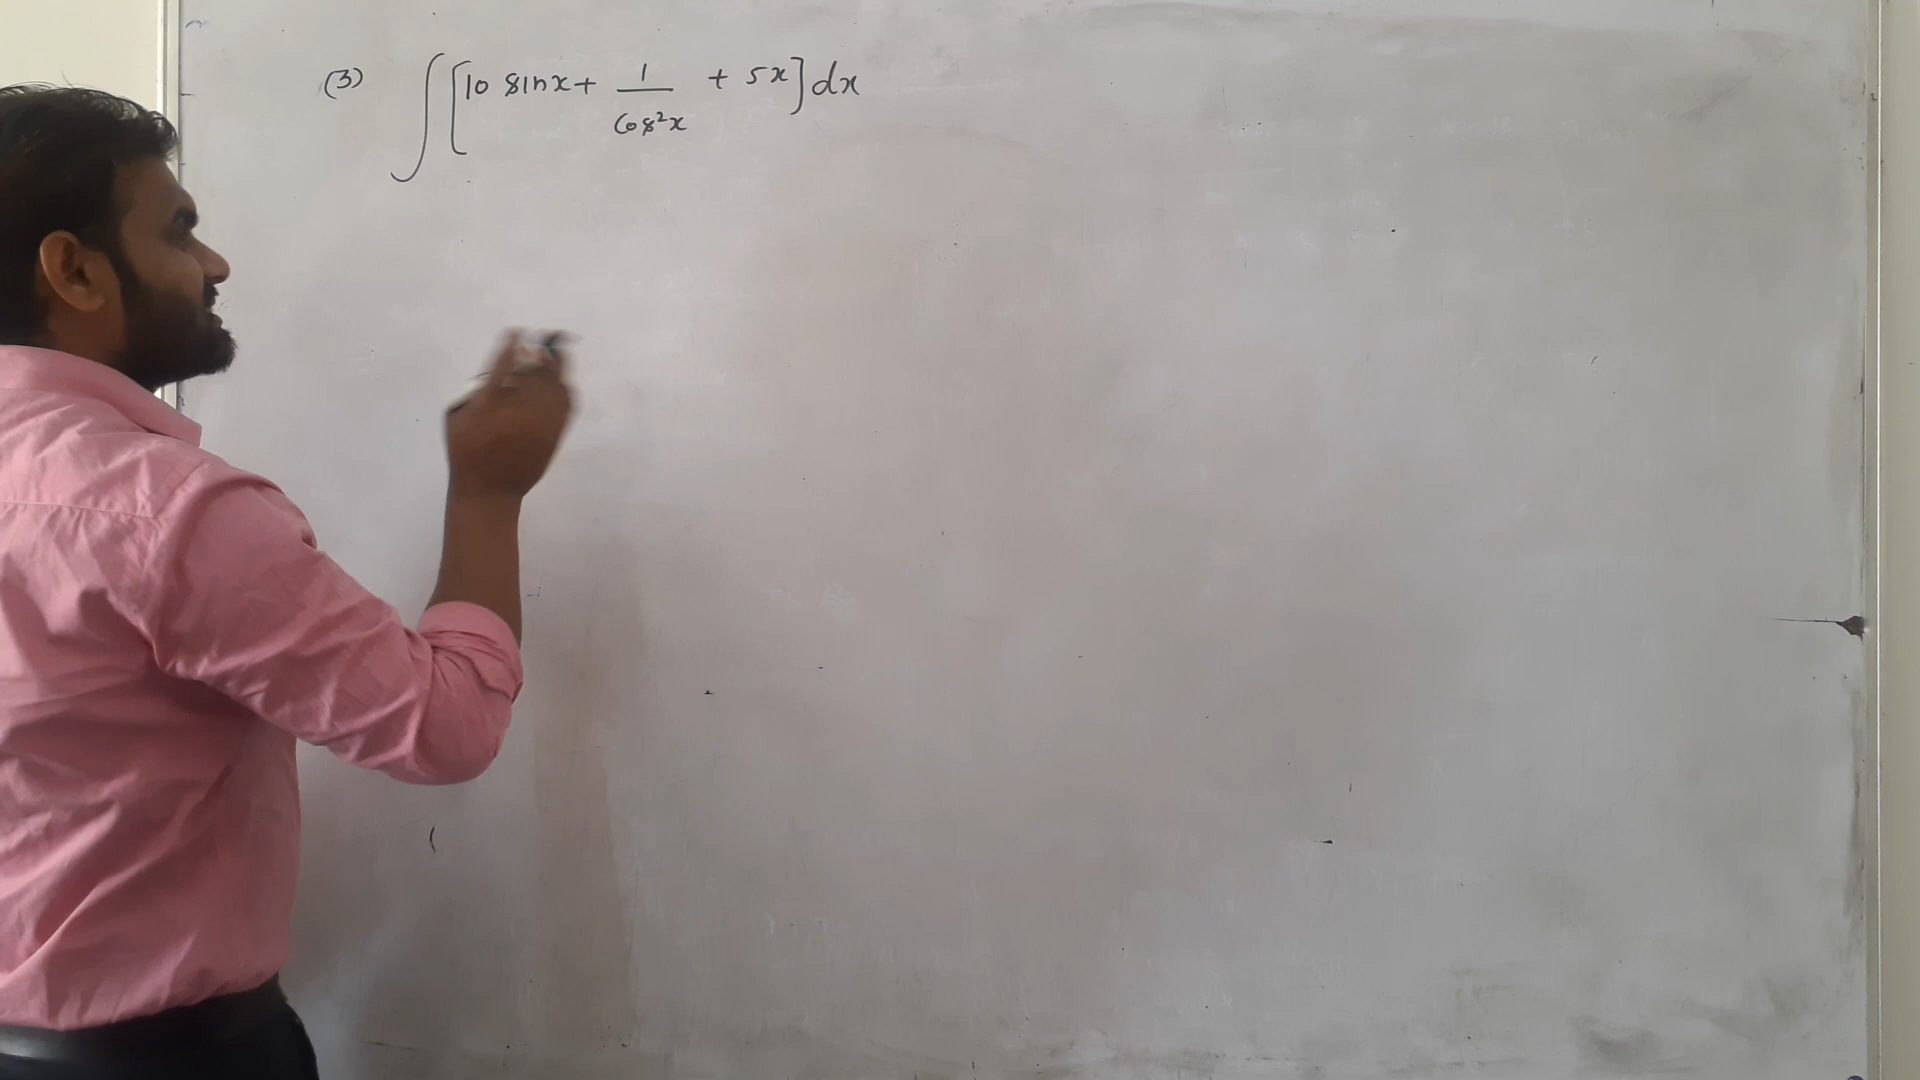 (3) ∫ [10 sinx + 1/cos²x + 5x] dx